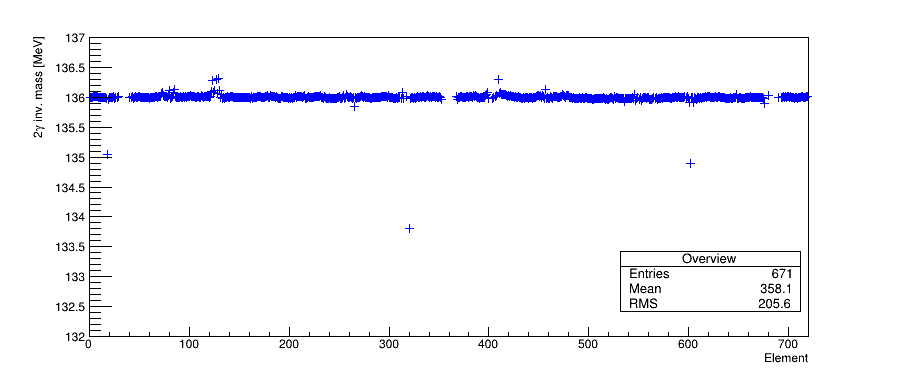 2γ inv. mass [MeV]
137
136.5
136
135.5
135
134.5
134
133.5
133
132.5
132
Overview
Entries 671
Mean 358.1
RMS 205.6
0 100 200 300 400 500 600 700
Element